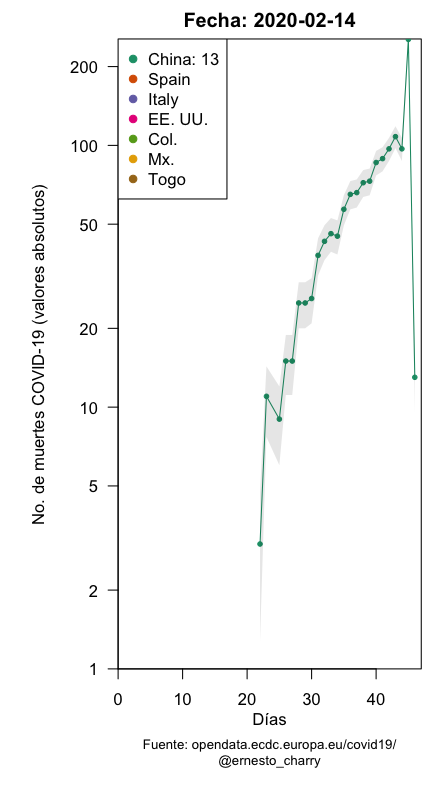 Fecha: 2020-02-14
China: 13
Spain
Italy
EE. UU.
Col.
Mx.
Togo
No. de muertes COVID-19 (valores absolutos)
200
100
50
20
10
5
2
1
0 10 20 30 40
Días
Fuente: opendata.ecdc.europa.eu/covid19/
@ernesto_charry